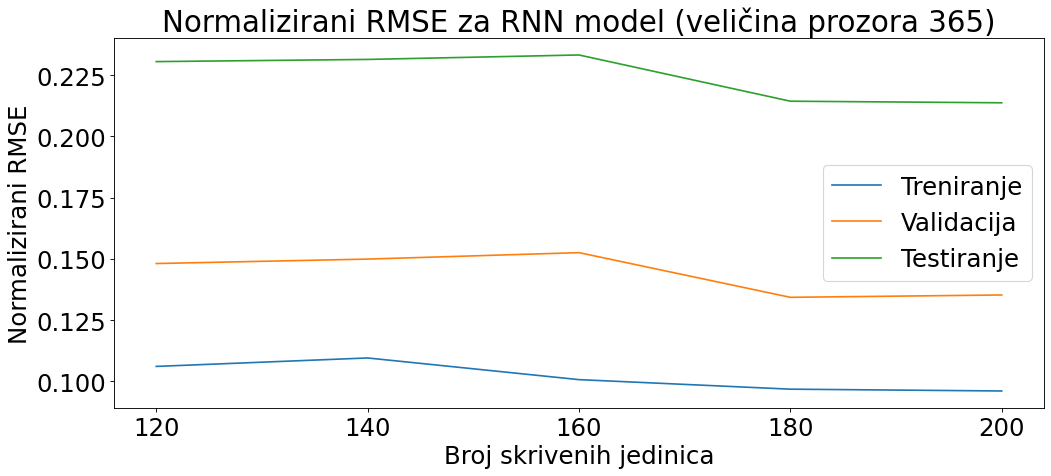 Normalizirani RMSE za RNN model (veličina prozora 365)
Normalizirani RMSE
0.225
0.200
0.175
0.150
0.125
0.100
Treniranje
Validacija
Testiranje
120 140 160 180 200
Broj skrivenih jedinica